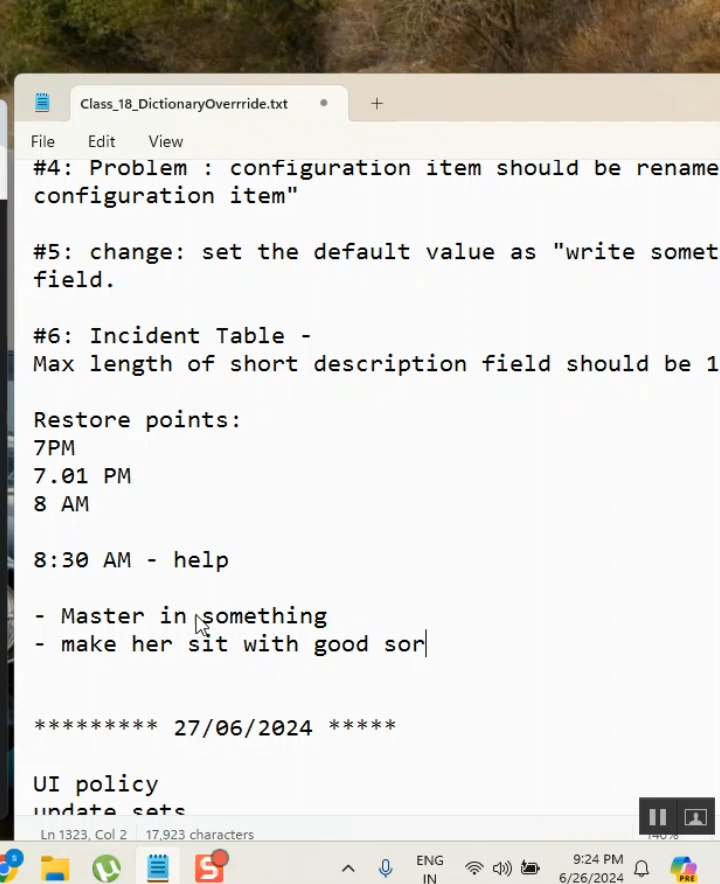 Class_18_DictionaryOverrride.txt
File Edit View
#4: Problem : configuration item should be rename
configuration item"
#5: change: set the default value as "write somet
field.
#6: Incident Table -
Max length of short description field should be 1
Restore points:
7PM
7.01 PM
8 AM
8:30 AM - help
- Master in something
- make her sit with good sor
********* 27/06/2024 *****
UI policy
update sets
Ln 1323, Col 2 17,923 characters
140%
ENG
IN
9:24 PM
6/26/2024
PRE